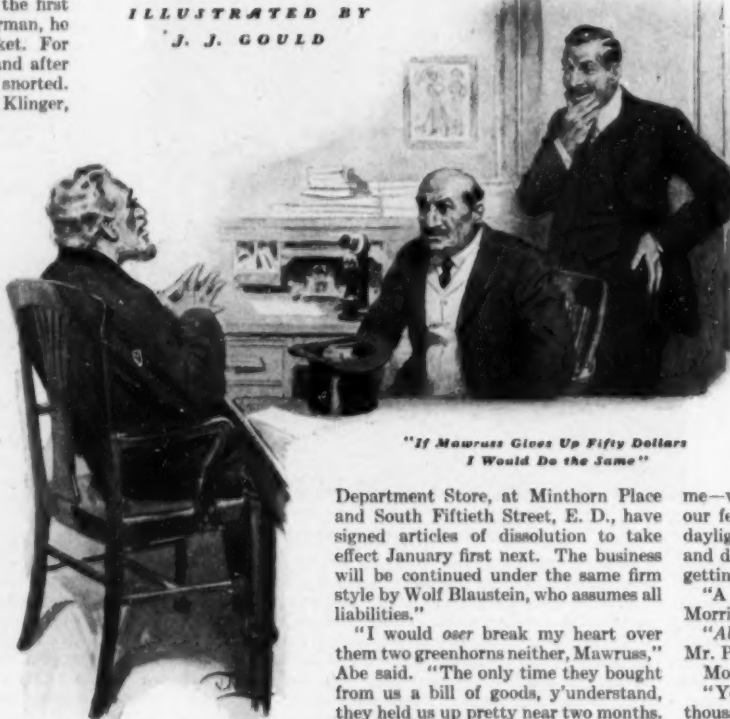 the first
rman, he
ket. For
and after
snorted.
Klinger,
ILLUSTRATED BY
J. J. GOULD
"If Mawruss Gives Up Fifty Dollars
I Would Do the Same"
Department Store, at Minthorn Place
and South Fiftieth Street, E. D., have
signed articles of dissolution to take
effect January first next. The business
will be continued under the same firm
style by Wolf Blaustein, who assumes all
liabilities."
"I would oser break my heart over
them two greenhorns neither, Mawruss,"
Abe said. "The only time they bought
from us a bill of goods, y'understand,
they held us up pretty near two months.
me—
our fe
daylig
and d
gettin
"A
Morri
"Al
Mr. P
Mo
"Yo
thous